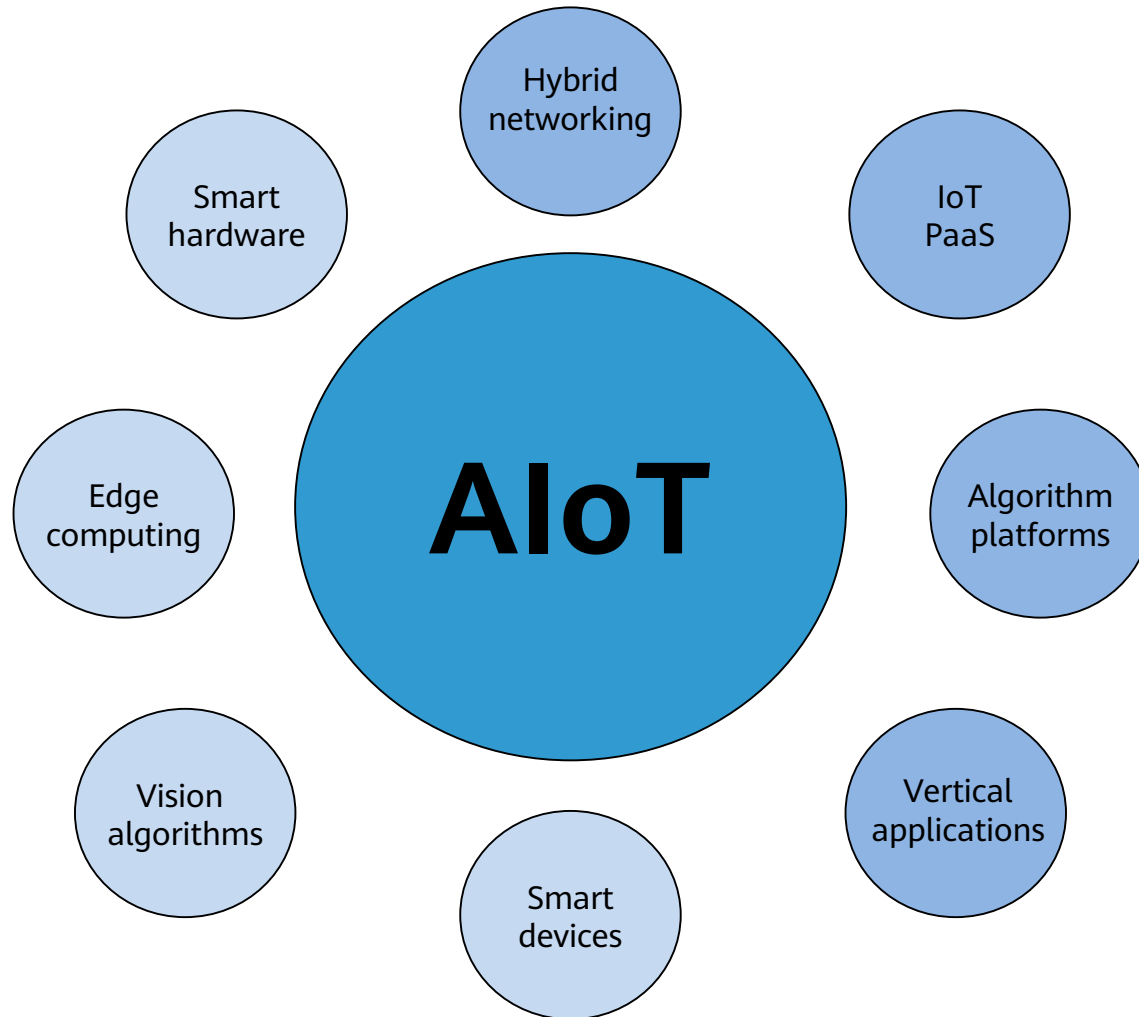 Hybrid
networking
Smart
hardware
IoT
PaaS
Edge
computing
AIoT
Algorithm
platforms
Vision
algorithms
Vertical
applications
Smart
devices